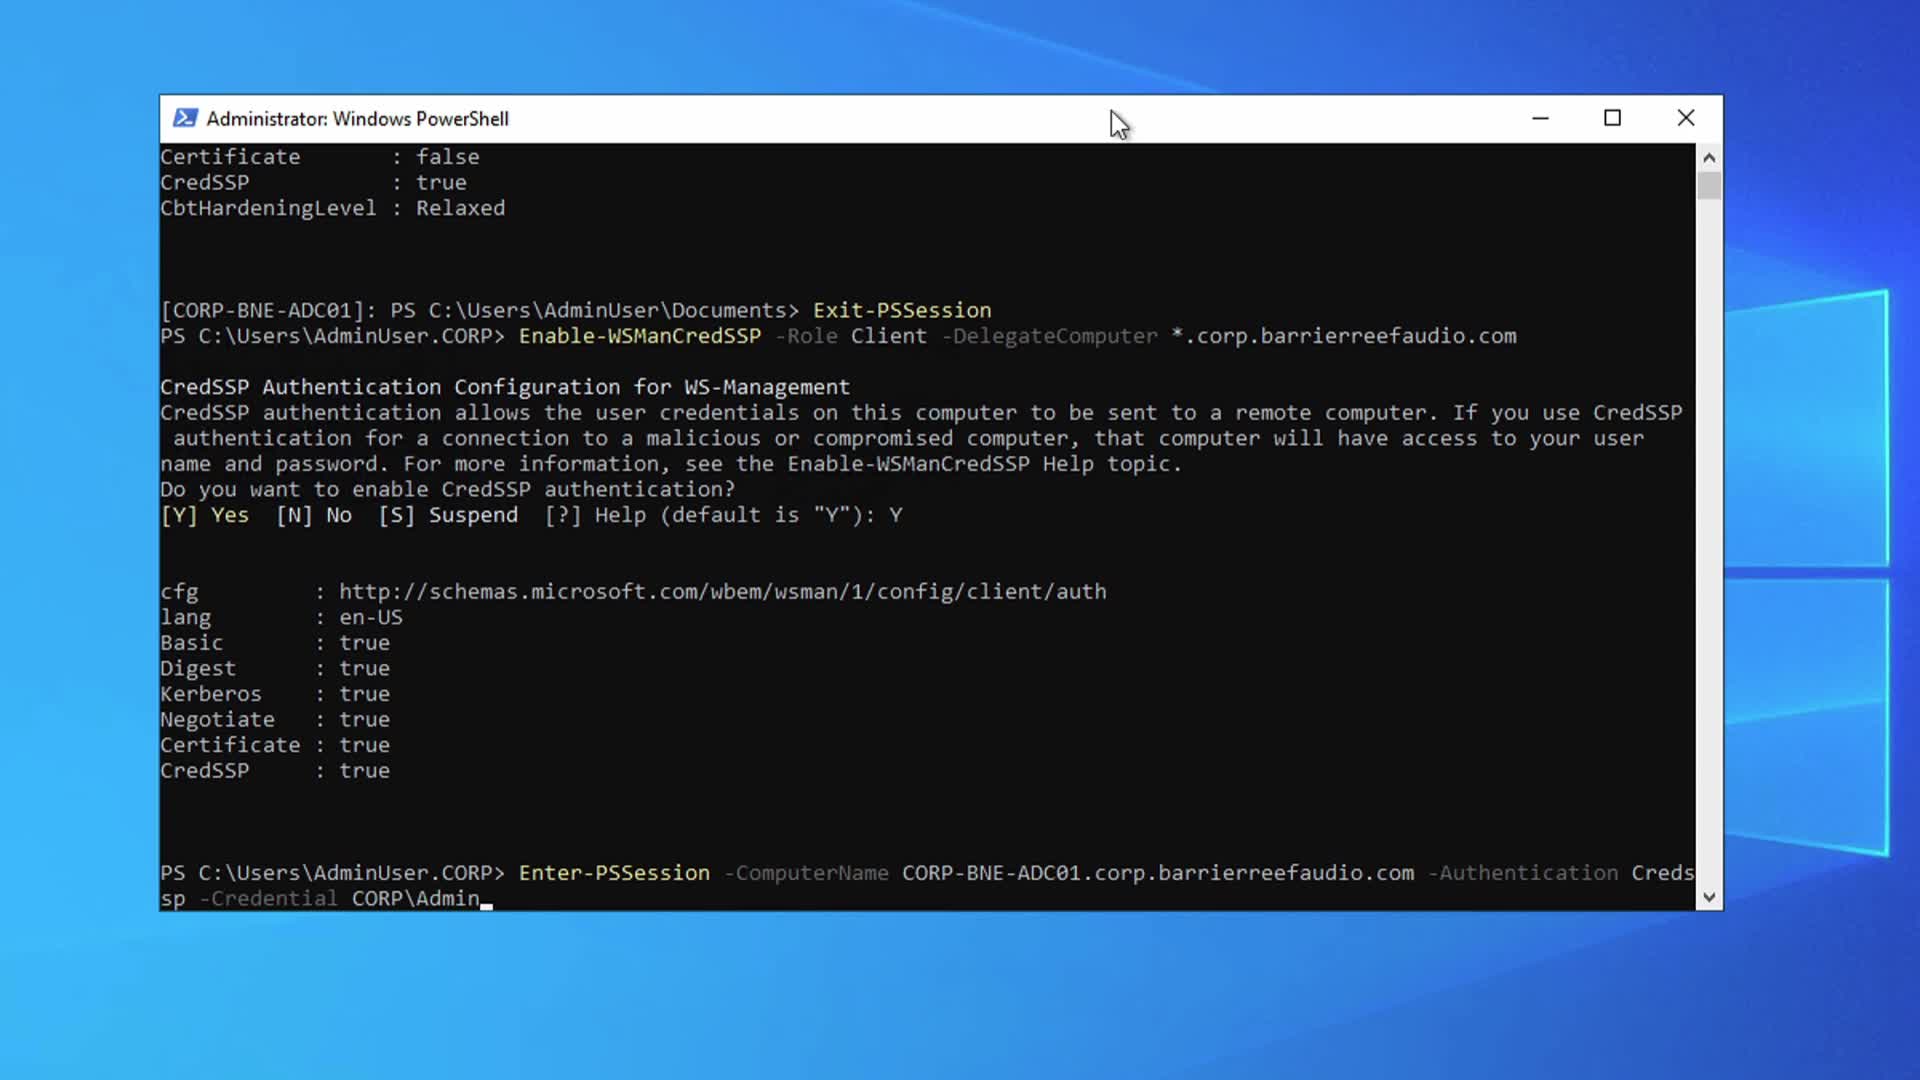 Administrator: Windows PowerShell
Certificate       : false
CredSSP           : true
CbtHardeningLevel : Relaxed
[CORP-BNE-ADC01]: PS C:\Users\AdminUser\Documents> Exit-PSSession
PS C:\Users\AdminUser.CORP> Enable-WSManCredSSP -Role Client -DelegateComputer *.corp.barrierreefaudio.com
CredSSP Authentication Configuration for WS-Management
CredSSP authentication allows the user credentials on this computer to be sent to a remote computer. If you use CredSSP
 authentication for a connection to a malicious or compromised computer, that computer will have access to your user
name and password. For more information, see the Enable-WSManCredSSP Help topic.
Do you want to enable CredSSP authentication?
[Y] Yes  [N] No  [S] Suspend  [?] Help (default is "Y"): Y
cfg         : http://schemas.microsoft.com/wbem/wsman/1/config/client/auth
lang        : en-US
Basic       : true
Digest      : true
Kerberos    : true
Negotiate   : true
Certificate : true
CredSSP     : true
PS C:\Users\AdminUser.CORP> Enter-PSSession -ComputerName CORP-BNE-ADC01.corp.barrierreefaudio.com -Authentication Creds
sp -Credential CORP\Admin